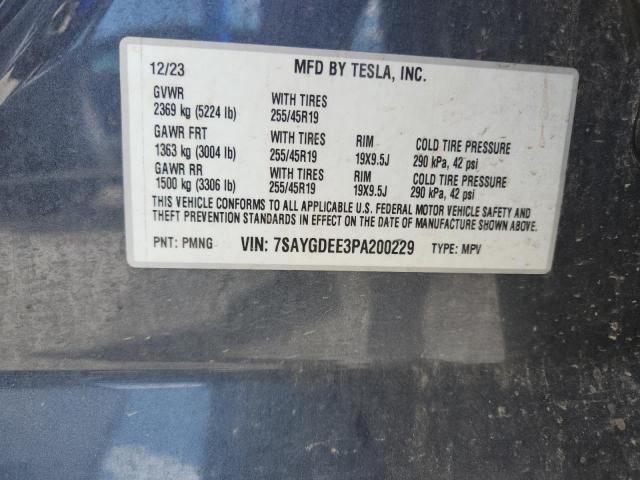 12/23 MFD BY TESLA, INC.
GVWR WITH TIRES
2369 kg (5224 lb) 255/45R19
GAWR FRT WITH TIRES RIM COLD TIRE PRESSURE
1363 kg (3004 lb) 255/45R19 19X9.5J 290 kPa, 42 psi
GAWR RR WITH TIRES RIM COLD TIRE PRESSURE
1500 kg (3306 lb) 255/45R19 19X9.5J 290 kPa, 42 psi
THIS VEHICLE CONFORMS TO ALL APPLICABLE U.S. FEDERAL MOTOR VEHICLE SAFETY AND
THEFT PREVENTION STANDARDS IN EFFECT ON THE DATE OF MANUFACTURE SHOWN ABOVE.
PNT: PMNG VIN: 7SAYGDEE3PA200229 TYPE: MPV